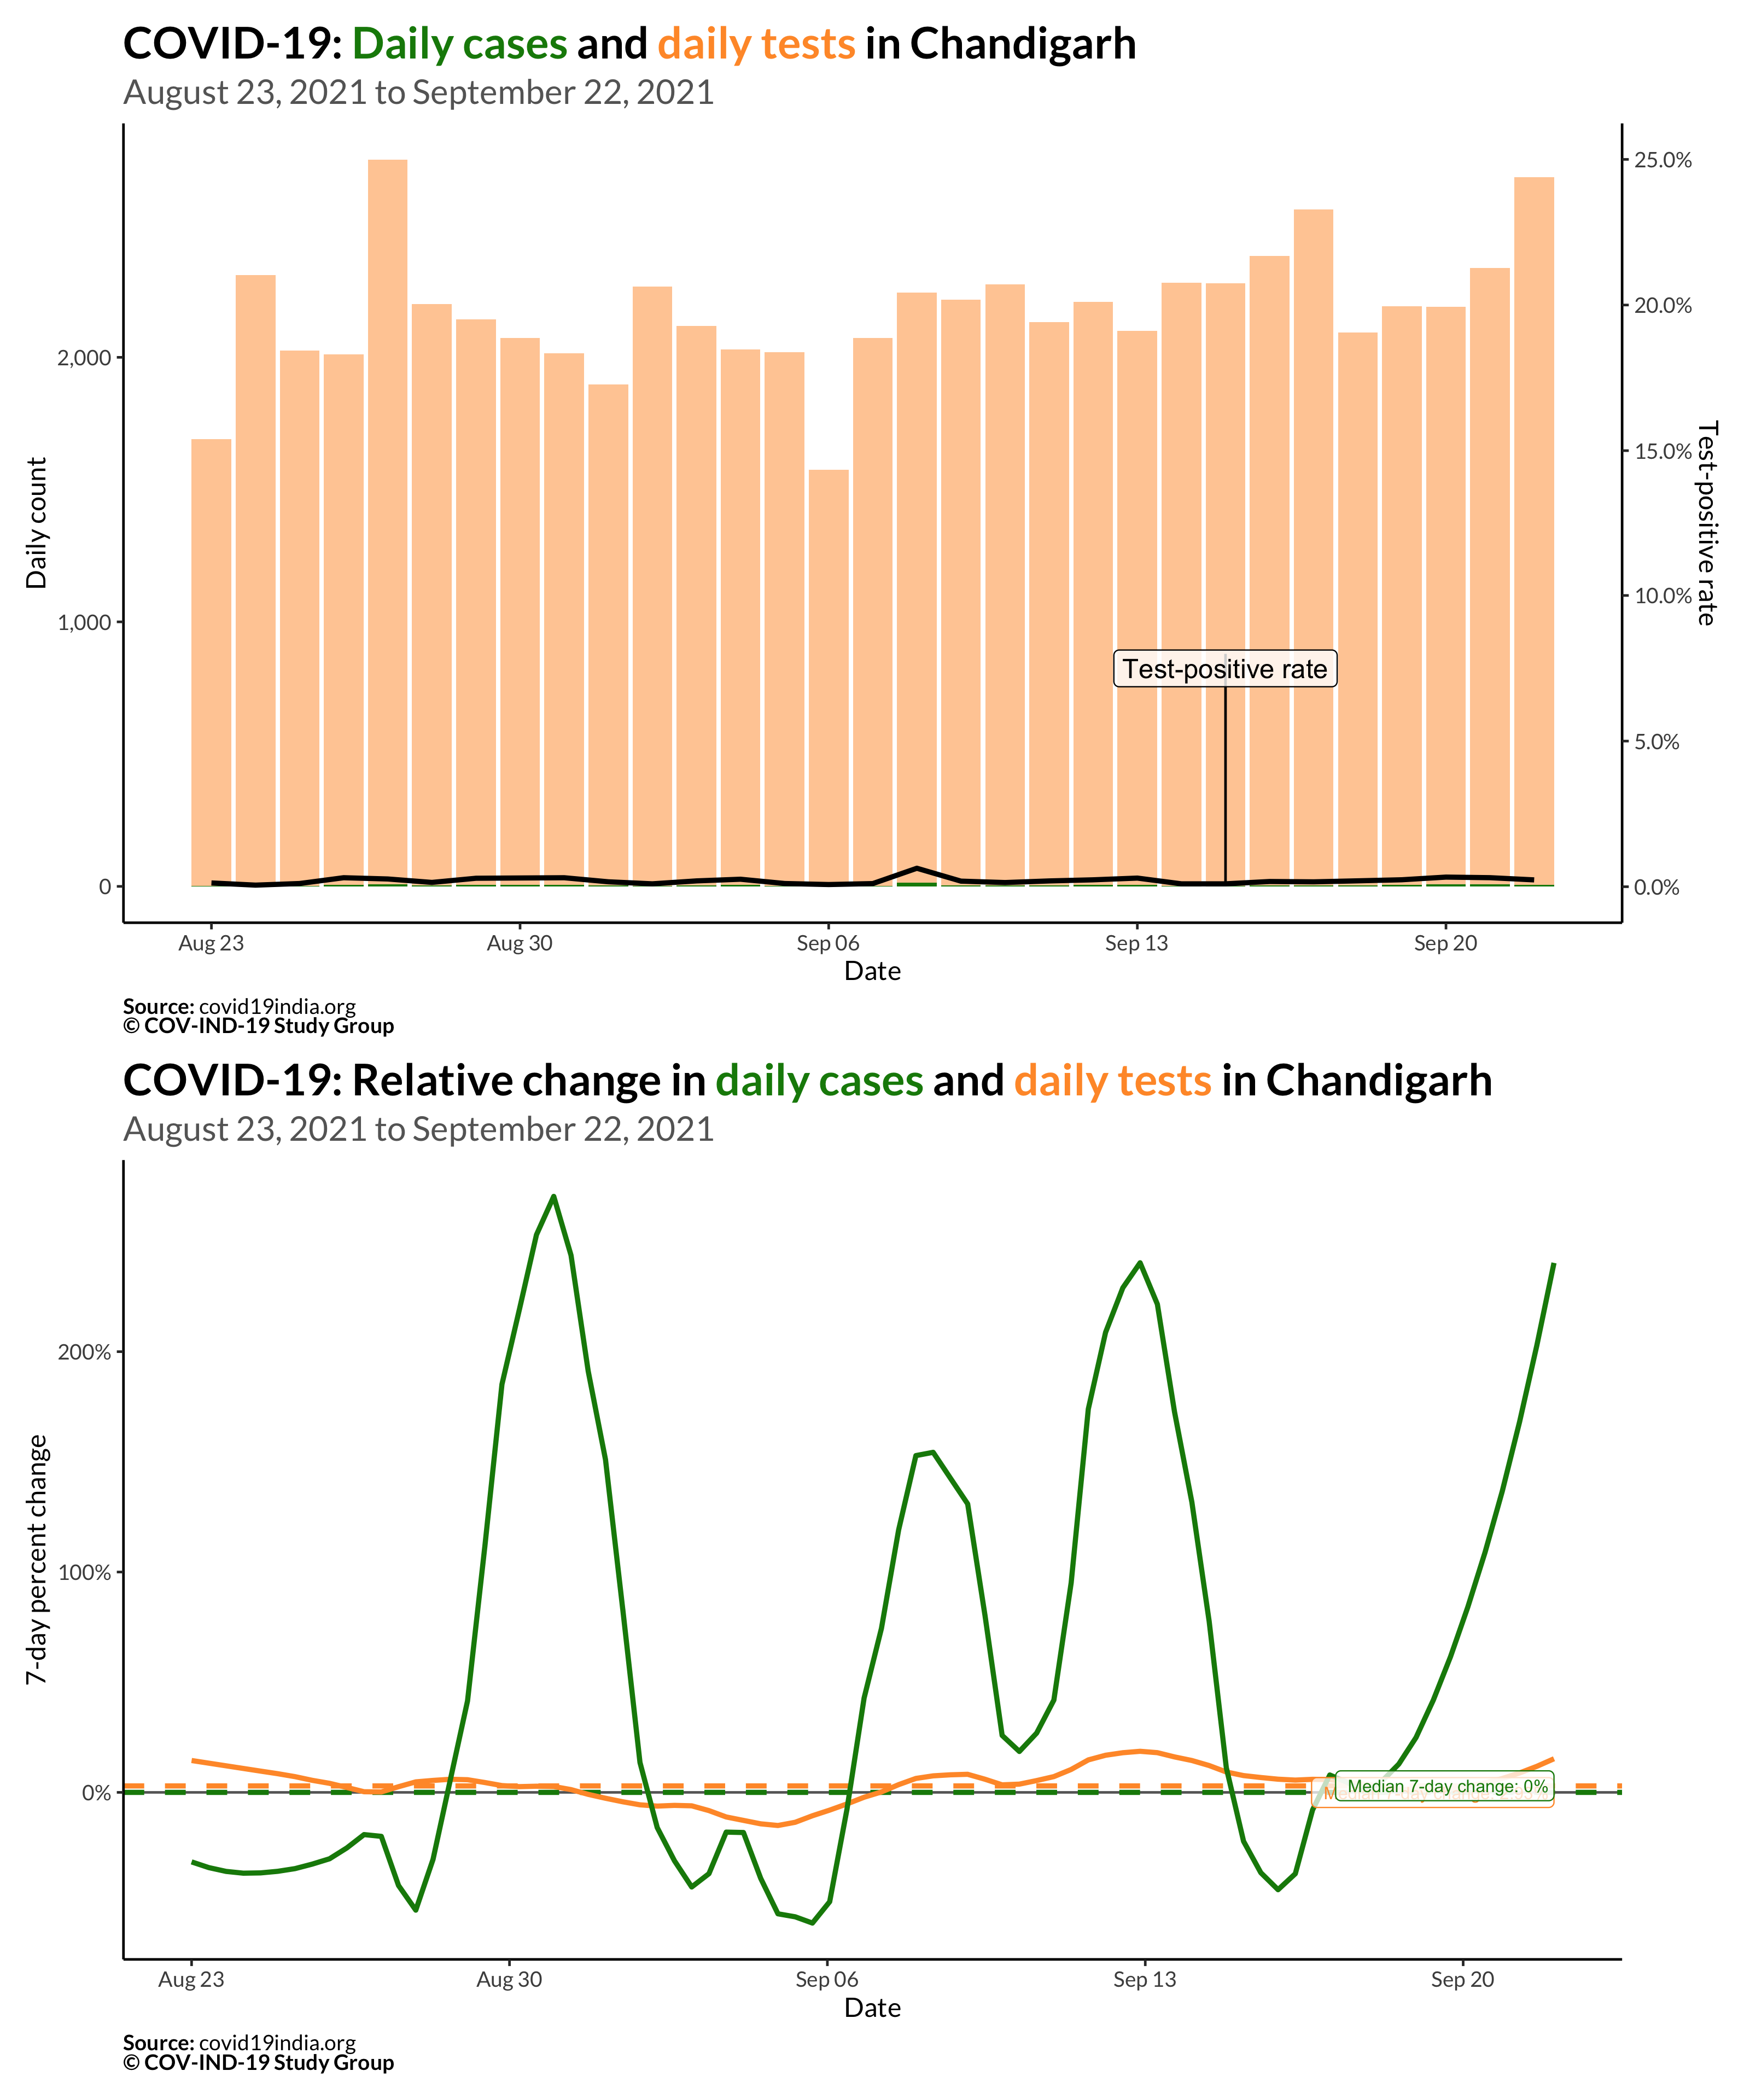 COVID-19: Daily cases and daily tests in Chandigarh
August 23, 2021 to September 22, 2021
Daily count
2,000
1,000
0
25.0%
20.0%
15.0%
10.0%
5.0%
0.0%
Test-positive rate
Test-positive rate
Aug 23
Aug 30
Sep 06
Sep 13
Sep 20
Date
Source: covid19india.org
© COV-IND-19 Study Group
COVID-19: Relative change in daily cases and daily tests in Chandigarh
August 23, 2021 to September 22, 2021
7-day percent change
200%
100%
0%
Median 7-day change: 0%
Aug 23
Aug 30
Sep 06
Sep 13
Sep 20
Date
Source: covid19india.org
© COV-IND-19 Study Group